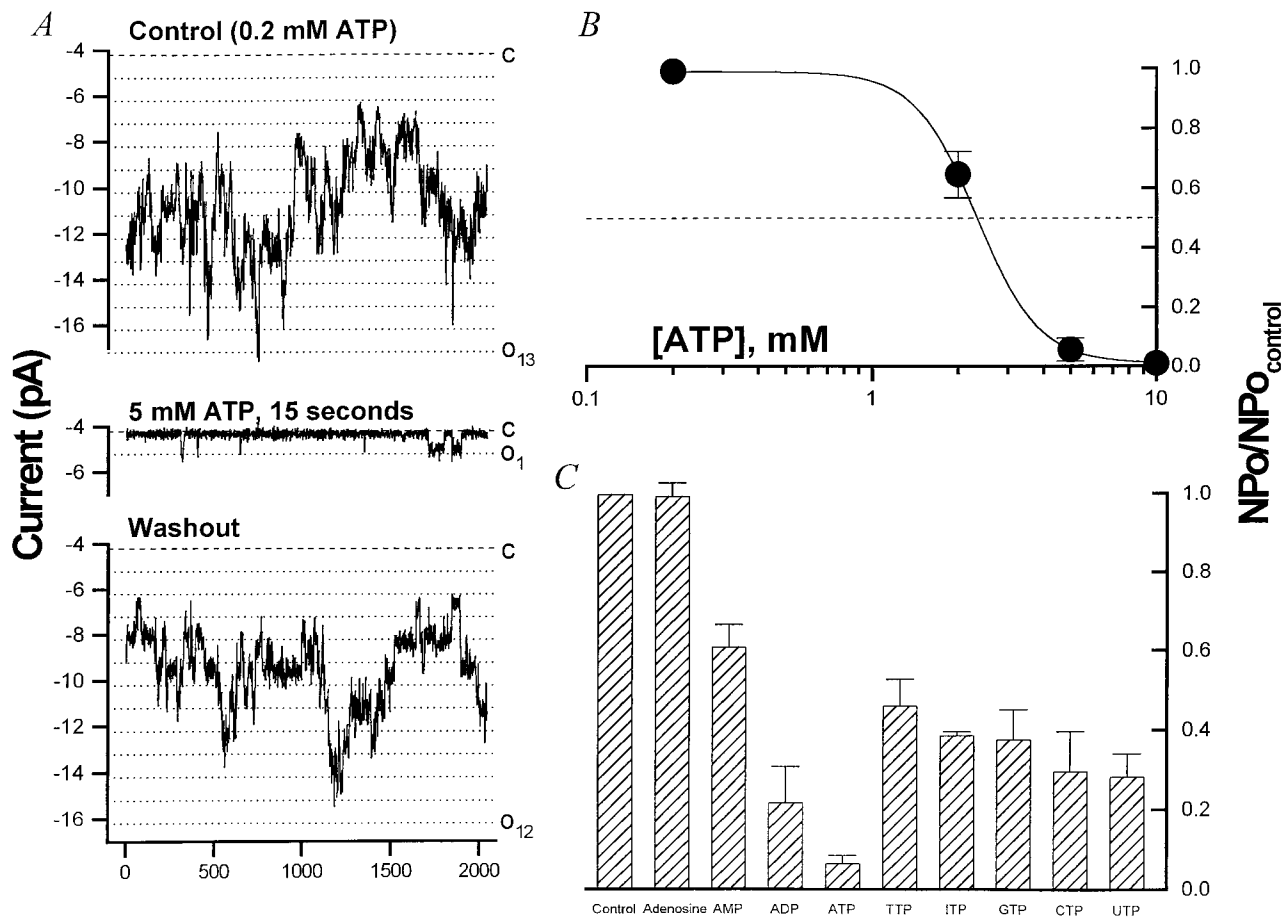 A
Control (0.2 mM ATP)
-4
-6
-8
-10
-12
-14
-16
C
O13
5 mM ATP, 15 seconds
-4
-6
C
O1
Washout
-4
-6
-8
-10
-12
-14
-16
C
O12
0
500
1000
1500
2000
Current (pA)
B
1.0
0.8
0.6
0.4
0.2
0.0
[ATP], mM
0.1
1
10
NPo/NPocontrol
C
1.0
0.8
0.6
0.4
0.2
0.0
Control Adenosine AMP ADP ATP TTP ITP GTP CTP UTP